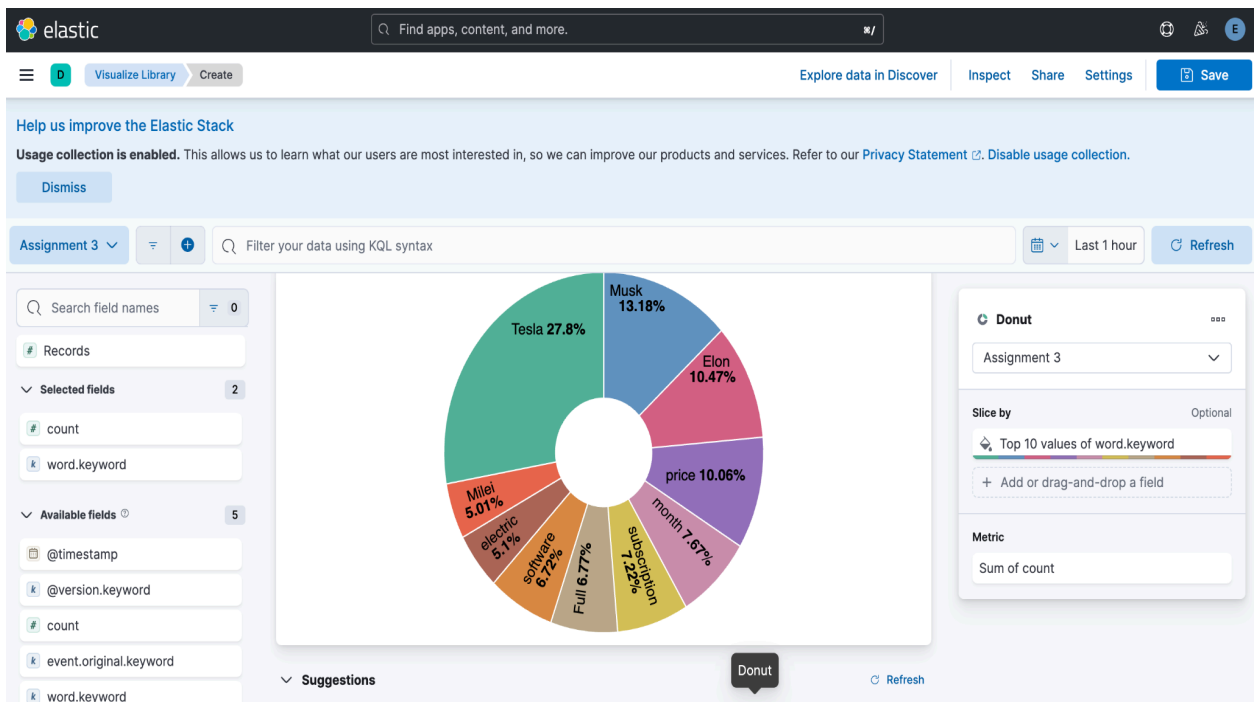 elastic
Find apps, content, and more.
⌘/
E
D
Visualize Library
Create
Explore data in Discover
Inspect
Share
Settings
Save
Help us improve the Elastic Stack
Usage collection is enabled. This allows us to learn what our users are most interested in, so we can improve our products and services. Refer to our Privacy Statement. Disable usage collection.
Dismiss
Assignment 3
Filter your data using KQL syntax
Last 1 hour
Refresh
Search field names
0
# Records
Selected fields
2
# count
k word.keyword
Available fields
5
@timestamp
k @version.keyword
# count
k event.original.keyword
k word.keyword
Musk
13.18%
Tesla 27.8%
Elon
10.47%
price 10.06%
month 7.67%
subscription
7.22%
Full 6.77%
software
6.72%
electric
5.1%
Milei
5.01%
Suggestions
Donut
Refresh
Donut
Assignment 3
Slice by
Optional
Top 10 values of word.keyword
+ Add or drag-and-drop a field
Metric
Sum of count